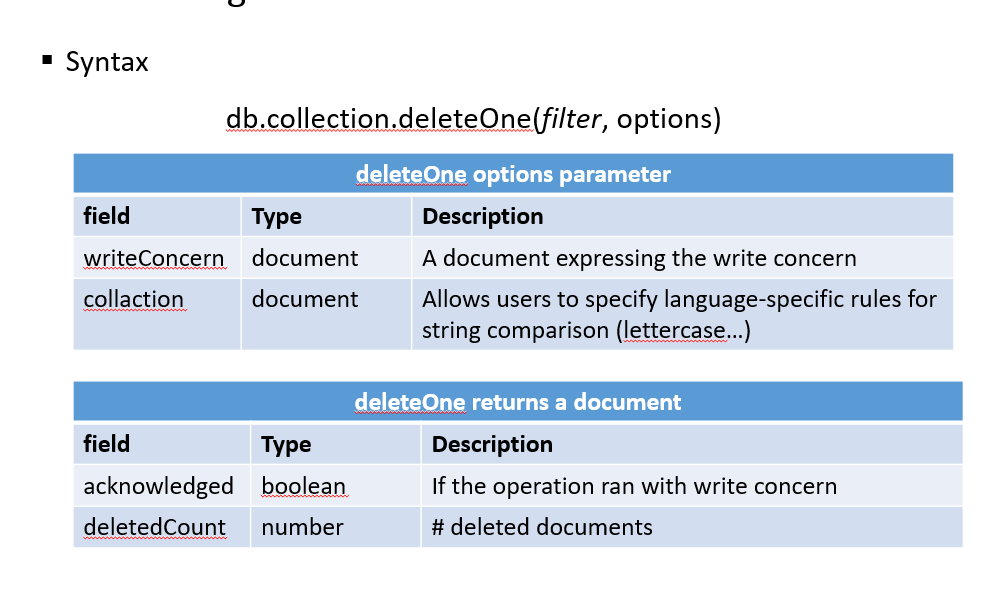 Syntax
db.collection.deleteOne(filter, options)
deleteOne options parameter
field Type Description
writeConcern document A document expressing the write concern
collaction document Allows users to specify language-specific rules for
string comparison (lettercase...)
deleteOne returns a document
field Type Description
acknowledged boolean If the operation ran with write concern
deletedCount number # deleted documents